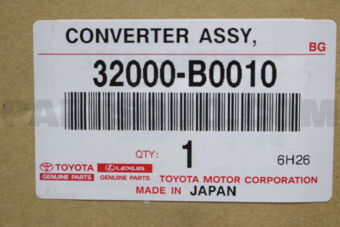 CONVERTER ASSY,
BG
32000-B0010
QTY: 1
6H26
TOYOTA LEXUS
GENUINE PARTS GENUINE PARTS
TOYOTA MOTOR CORPORATION
MADE IN JAPAN